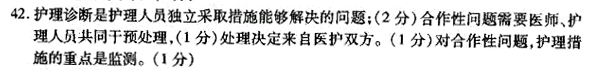 42. 护理诊断是护理人员独立采取措施能够解决的问题;(2 分)合作性问题需要医师、护
理人员共同于预处理,(1 分)处理决定来自医护双方。(1 分)对合作性问题,护理措
施的重点是监测。(1 分)